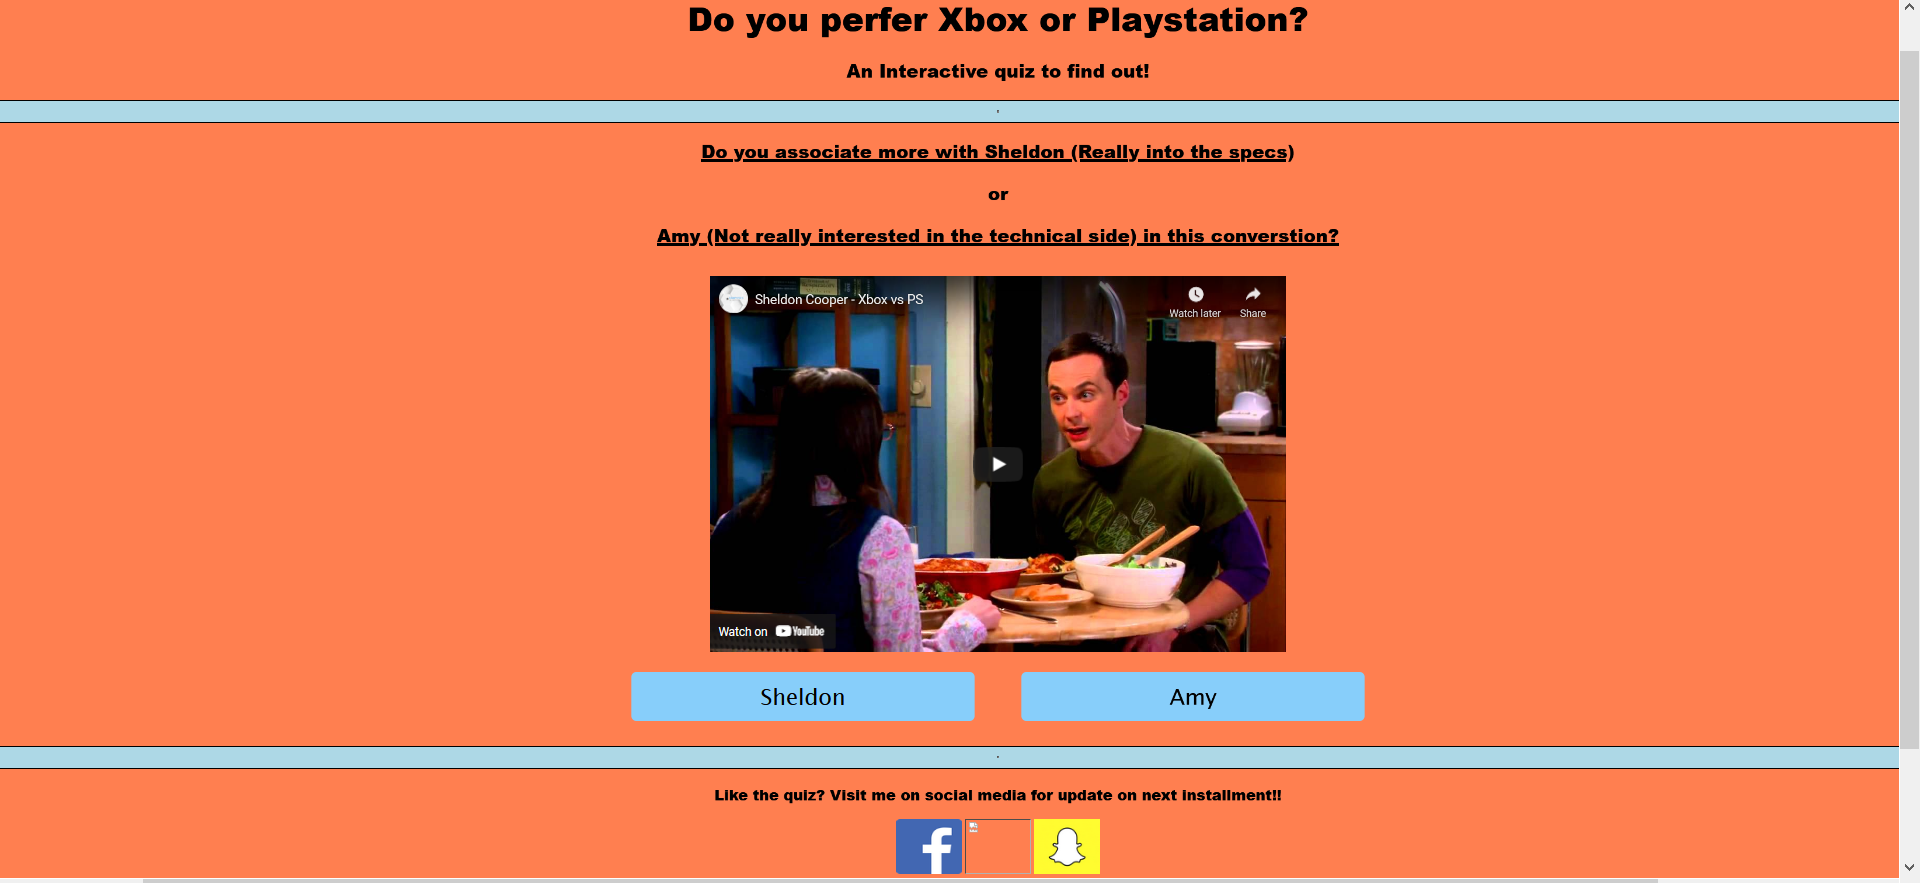 Do you perfer Xbox or Playstation?
An Interactive quiz to find out!
Do you associate more with Sheldon (Really into the specs)
or
Amy (Not really interested in the technical side) in this converstion?
Sheldon Cooper - Xbox vs PS
Watch later
Share
Watch on YouTube
Sheldon
Amy
Like the quiz? Visit me on social media for update on next installment!!